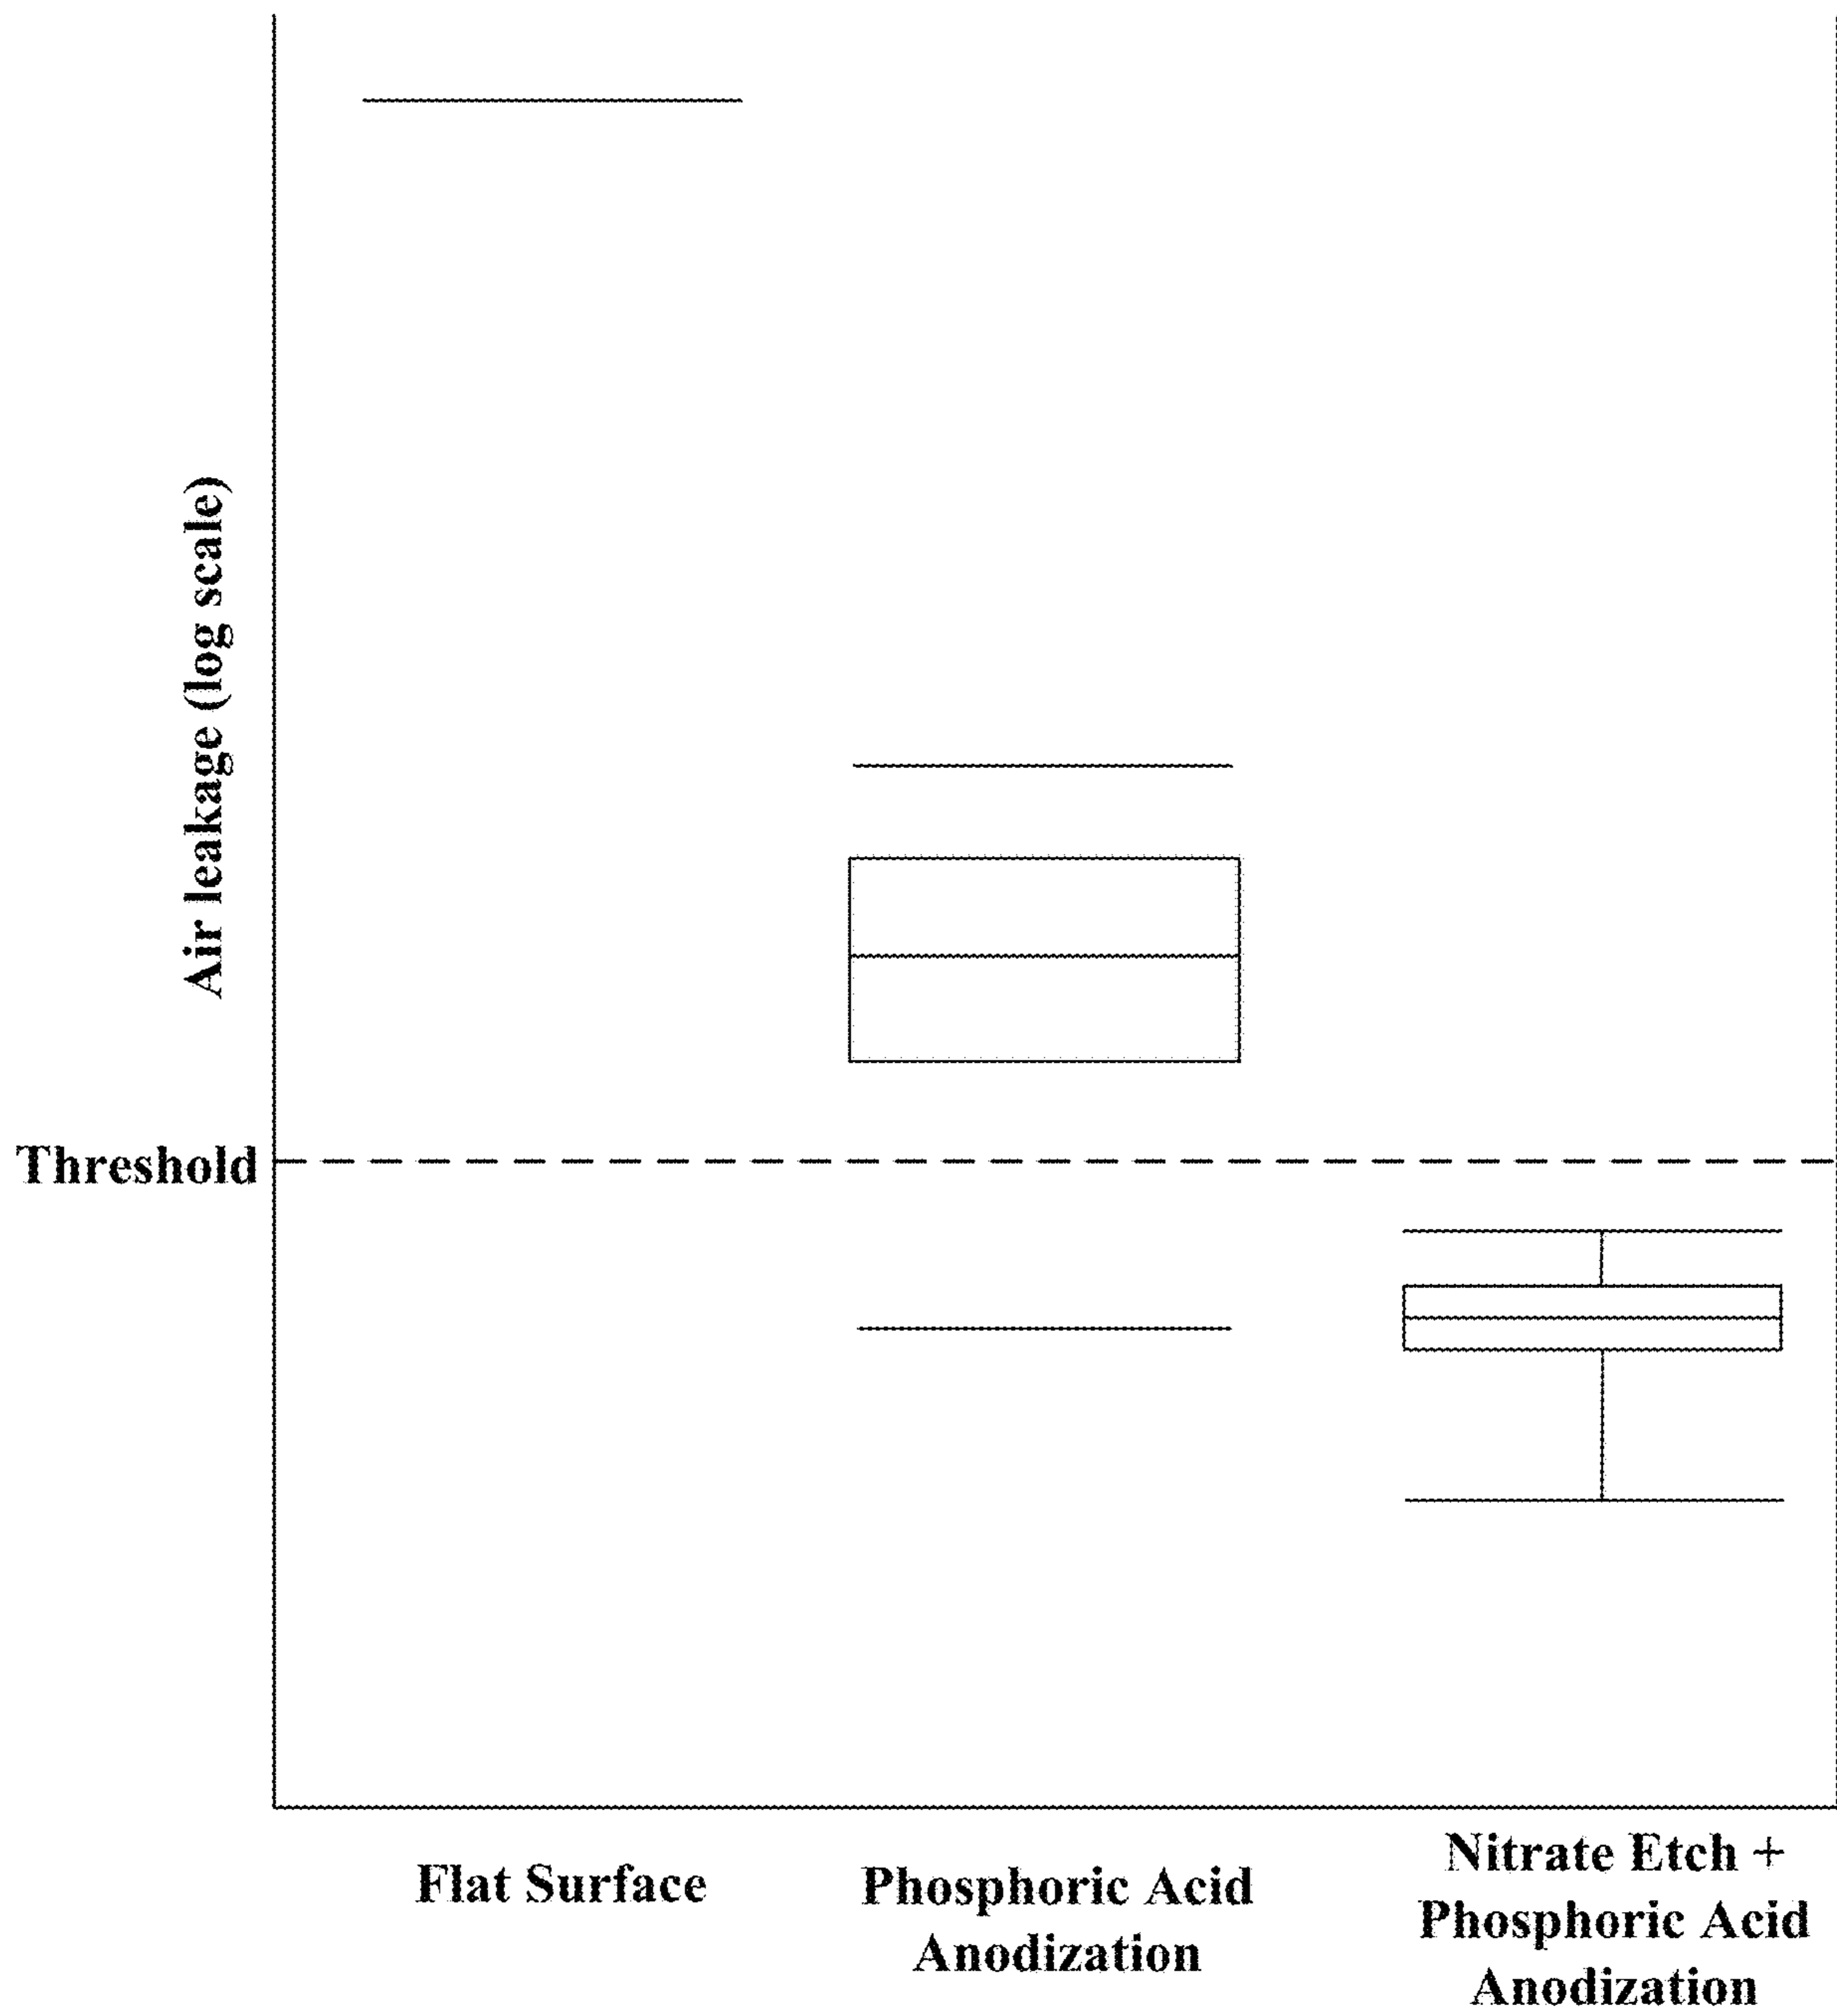 Air leakage (log scale)
Threshold
Flat Surface
Phosphoric Acid
Anodization
Nitrate Etch +
Phosphoric Acid
Anodization